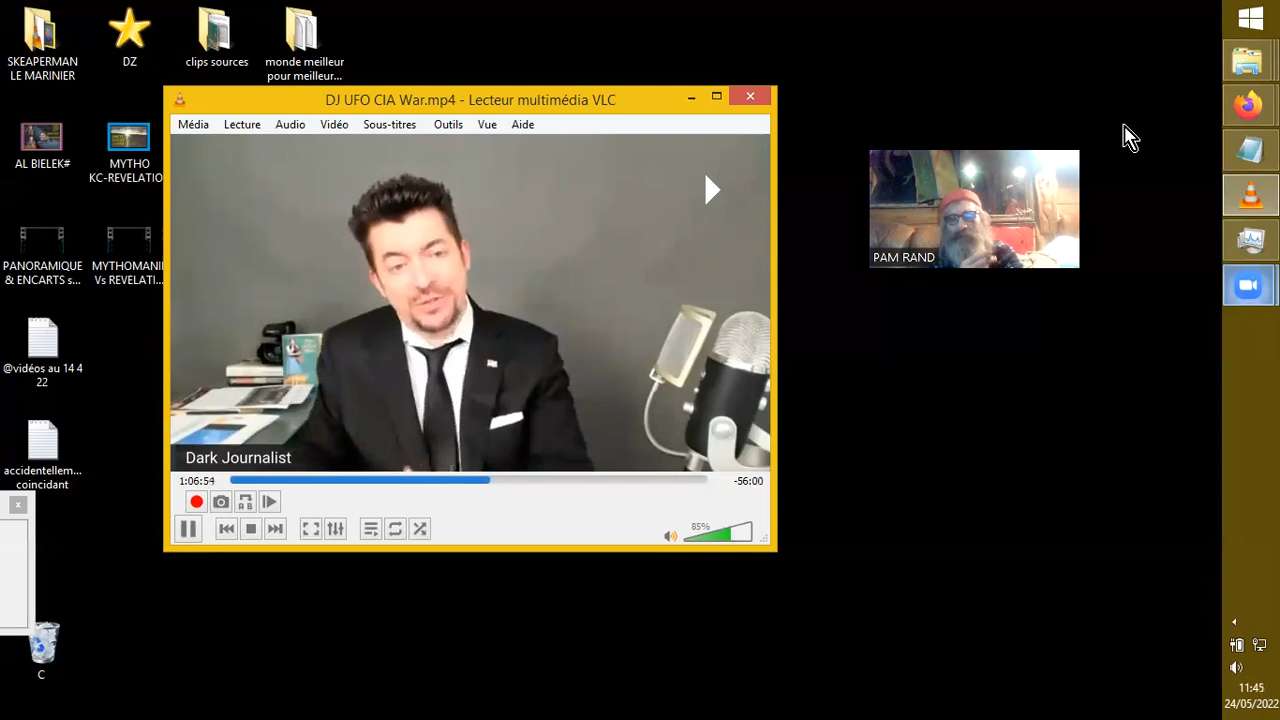 SKEAPERMAN
LE MARINIER
DZ
clips sources
monde meilleur
pour meilleur...
AL BIELEK#
MYTHO
KC-REVELATIO
PANORAMIQUE
& ENCARTS s...
MYTHOMANI
Vs REVELATI...
@vidéos au 14 4
22
accidentellem...
coincidant
x
C
DJ UFO CIA War.mp4 - Lecteur multimédia VLC
Média Lecture Audio Vidéo Sous-titres Outils Vue Aide
Dark Journalist
1:06:54
-56:00
A B
85%
PAM RAND
11:45
24/05/2022